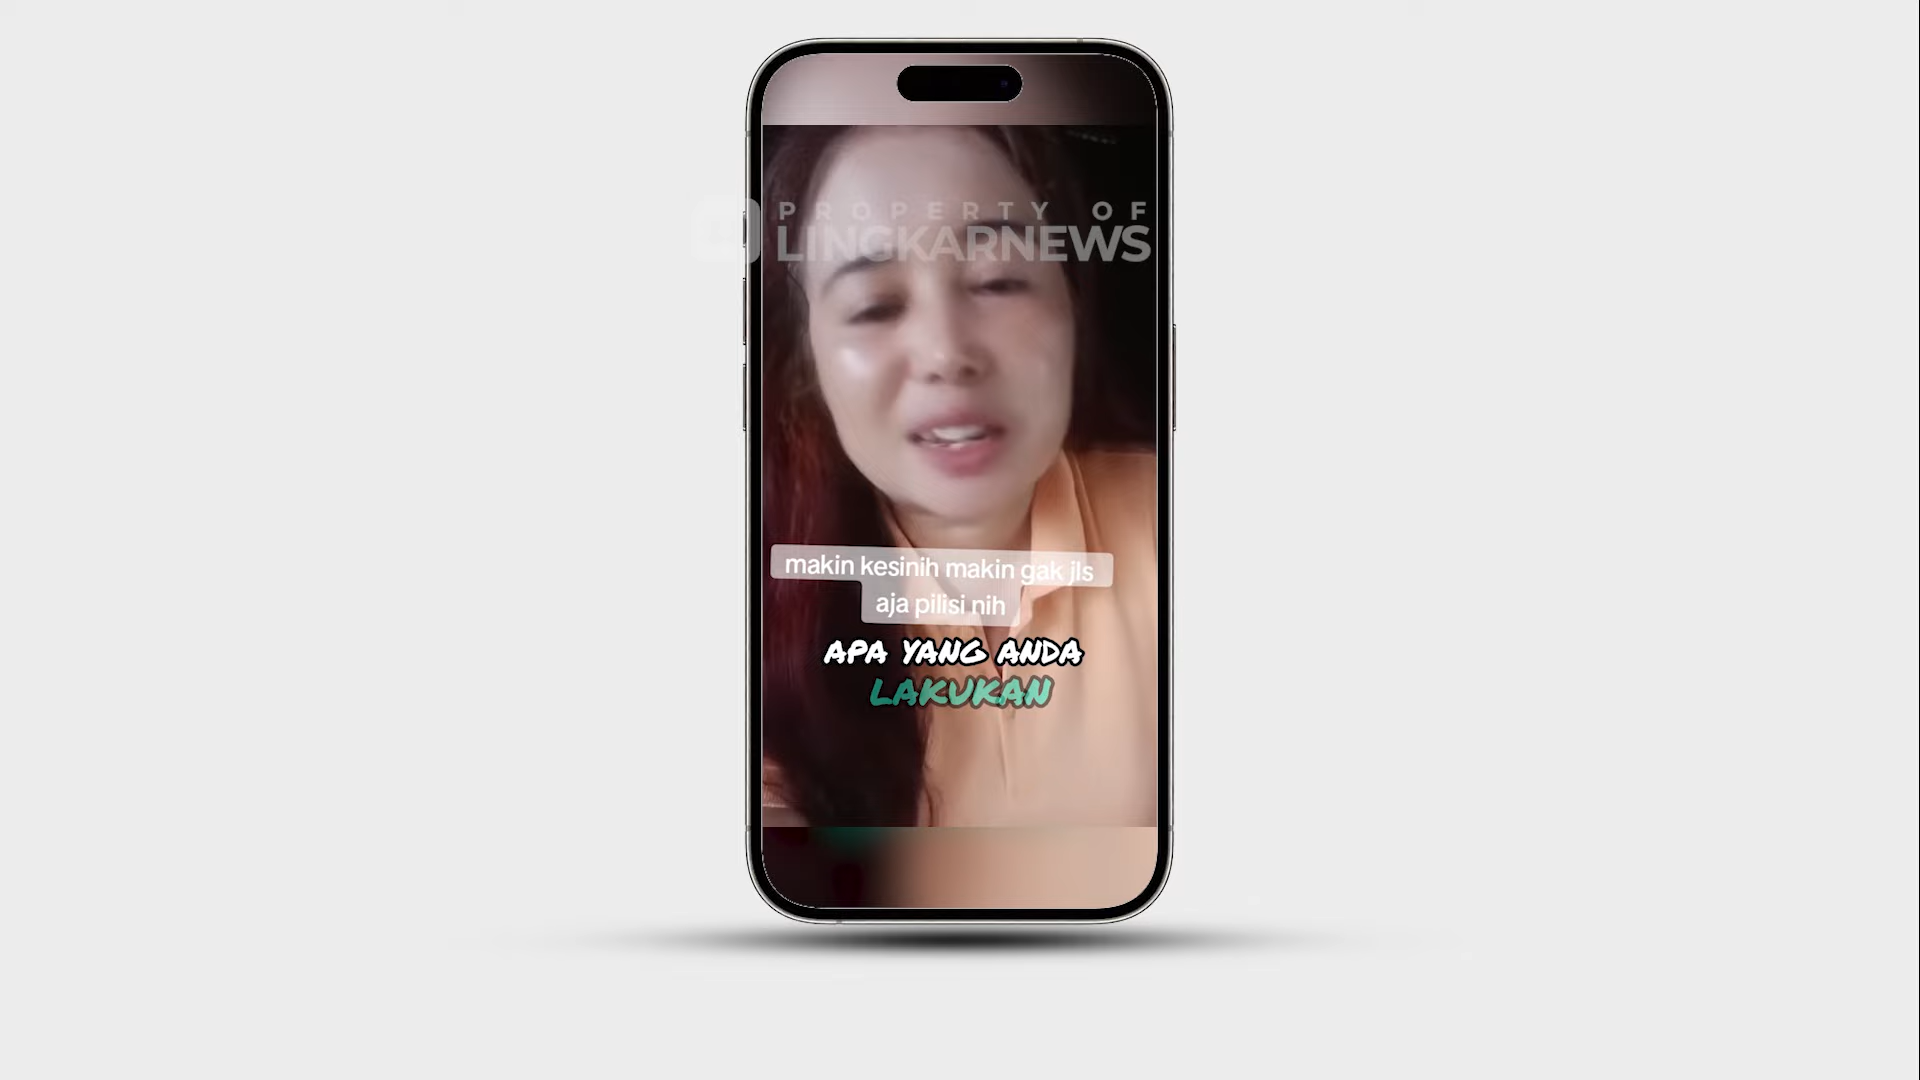 PROPERTY OF
LINGKARNEWS
makin kesinih makin gak jls
aja pilisi nih
APA YANG ANDA
LAKUKAN